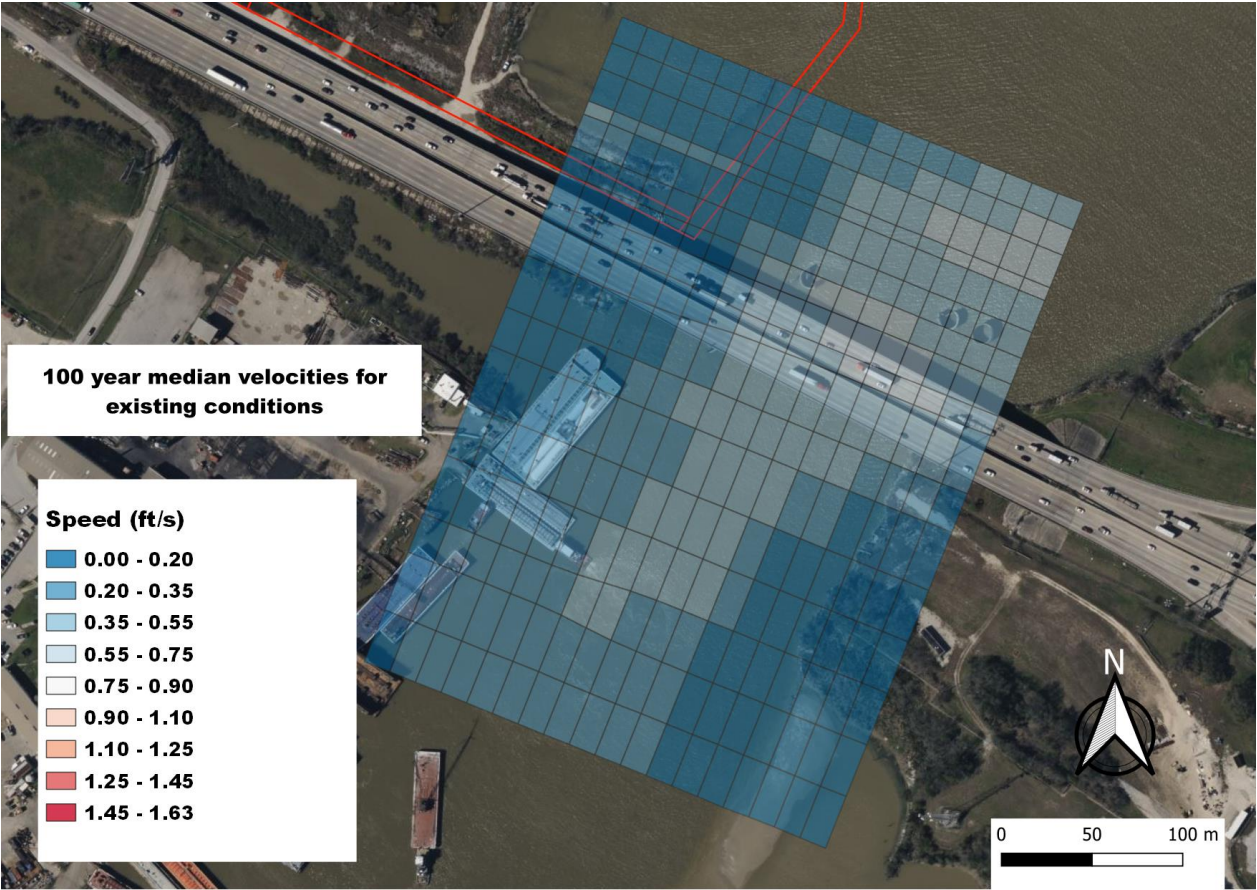 100 year median velocities for
existing conditions
Speed (ft/s)
0.00 - 0.20
0.20 - 0.35
0.35 - 0.55
0.55 - 0.75
0.75 - 0.90
0.90 - 1.10
1.10 - 1.25
1.25 - 1.45
1.45 - 1.63
N
0 50 100 m